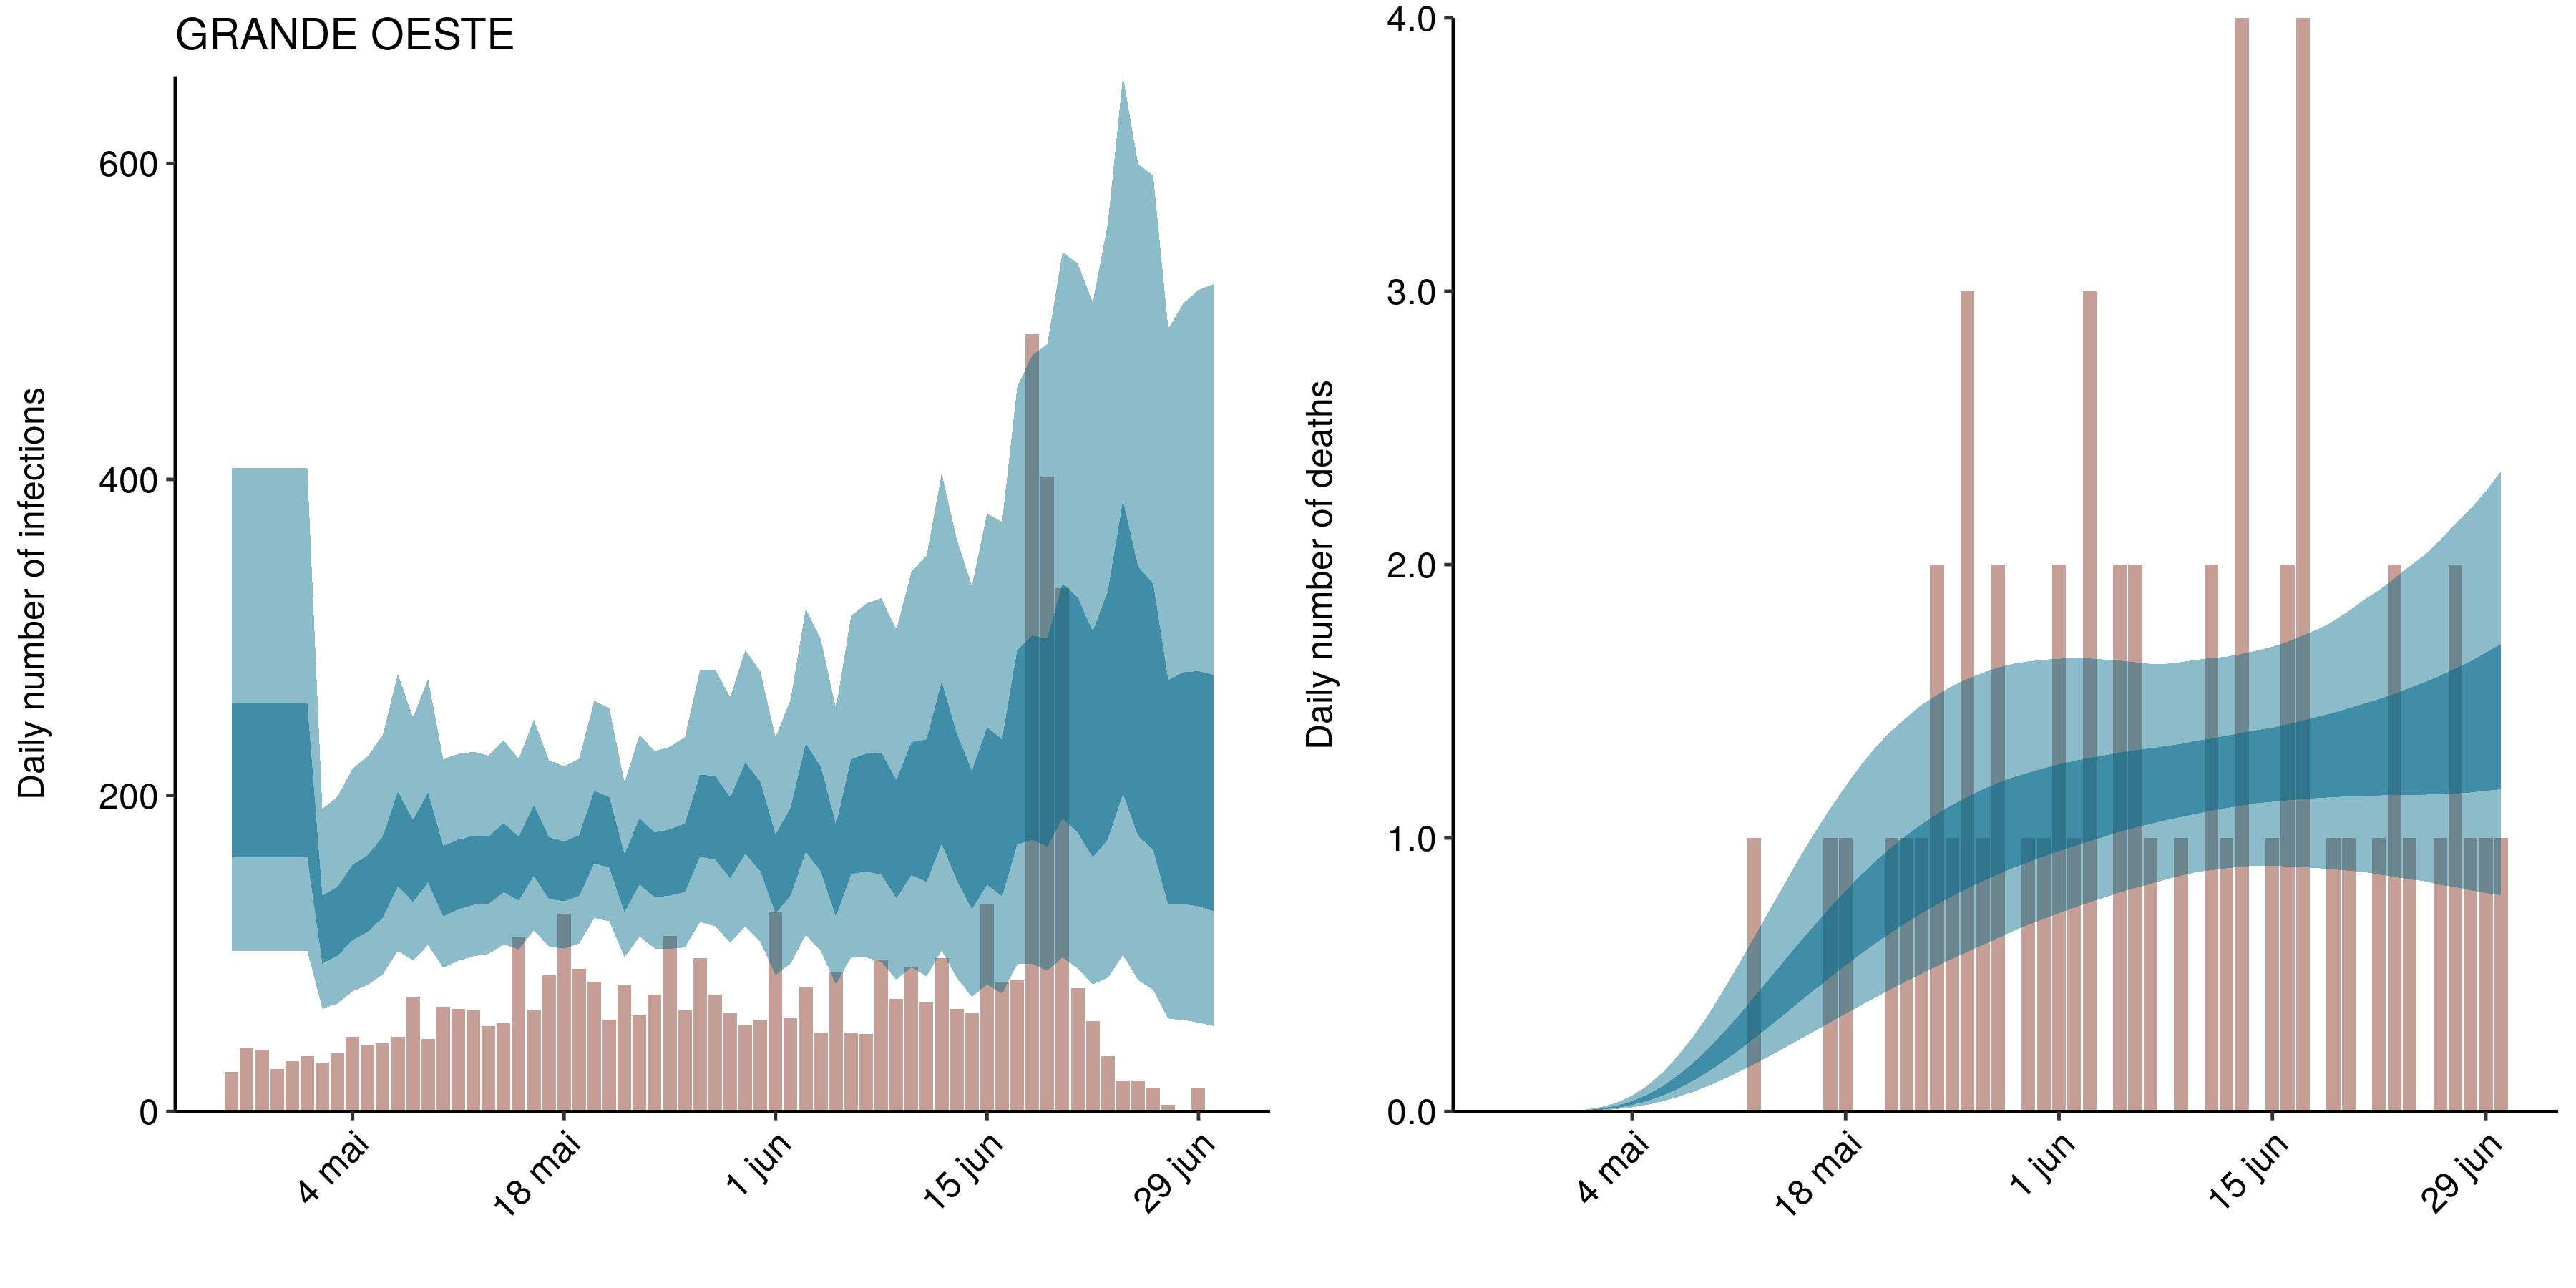 GRANDE OESTE
Daily number of infections
600
400
200
0
4 mai
18 mai
1 jun
15 jun
29 jun
Daily number of deaths
4.0
3.0
2.0
1.0
0.0
4 mai
18 mai
1 jun
15 jun
29 jun